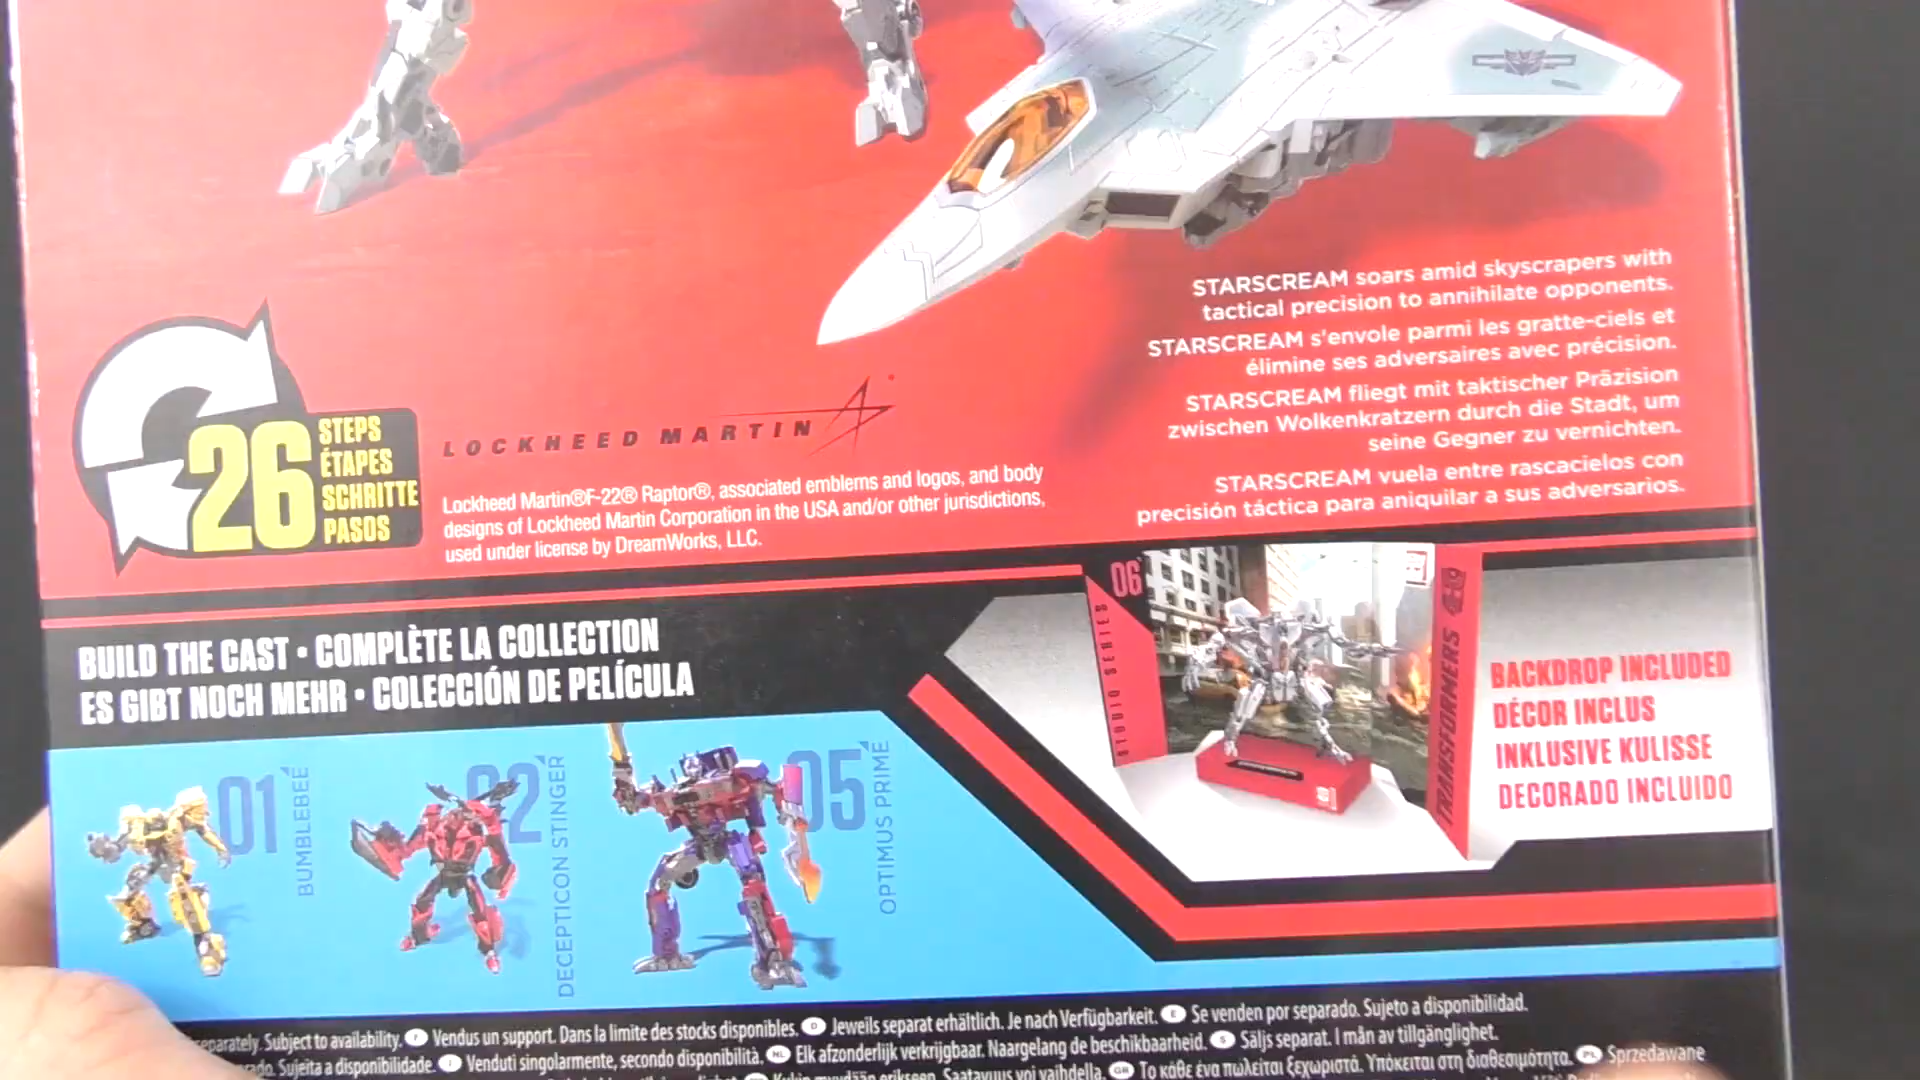 STARSCREAM soars amid skyscrapers with
tactical precision to annihilate opponents.
STARSCREAM s'envole parmi les gratte-ciels et
élimine ses adversaires avec précision.
STARSCREAM fliegt mit taktischer Präzision
zwischen Wolkenkratzern durch die Stadt, um
seine Gegner zu vernichten.
STARSCREAM vuela entre rascacielos con
precisión táctica para aniquilar a sus adversarios.
26
STEPS
ÉTAPES
SCHRITTE
PASOS
LOCKHEED MARTIN
Lockheed Martin®F-22® Raptor®, associated emblems and logos, and body
designs of Lockheed Martin Corporation in the USA and/or other jurisdictions,
used under license by DreamWorks, LLC.
BUILD THE CAST • COMPLÈTE LA COLLECTION
ES GIBT NOCH MEHR • COLECCIÓN DE PELÍCULA
06
STUDIO SERIES
TRANSFORMERS
BACKDROP INCLUDED
DÉCOR INCLUS
INKLUSIVE KULISSE
DECORADO INCLUIDO
01
BUMBLEBEE
02
DECEPTICON STINGER
05
OPTIMUS PRIME
separately. Subject to availability. F Vendus un support. Dans la limite des stocks disponibles. D Jeweils separat erhältlich. Je nach Verfügbarkeit. E Se venden por separado. Sujeto a disponibilidad.
Sujeita a disponibilidade. I Venduti singolarmente, secondo disponibilità. NL Elk afzonderlijk verkrijgbaar. Naargelang de beschikbaarheid. S Säljs separat. I mån av tillgänglighet.
Saatavuus voi vaihdella. GR Το κάθε ένα πωλείται ξεχωριστά. Υπόκειται στη διαθεσιμότητα. PL Sprzedawane